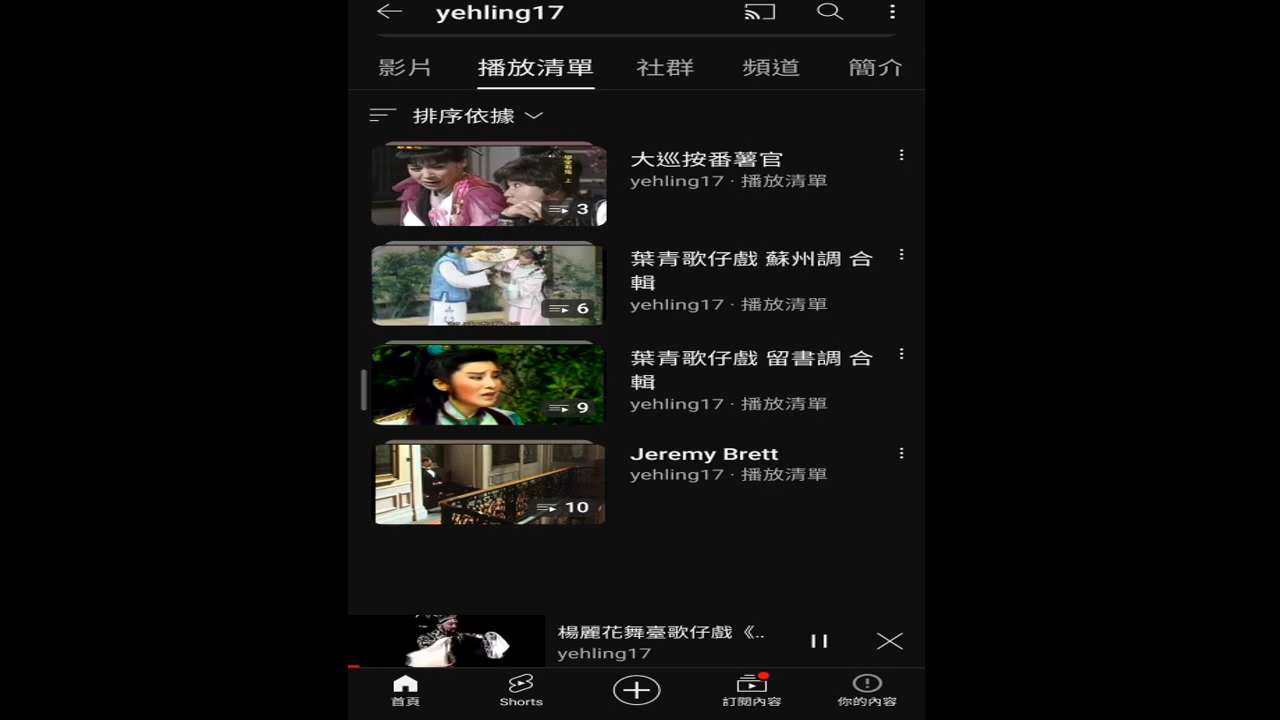 yehling17
影片 播放清單 社群 頻道 簡介
排序依據
大巡按番薯官
yehling17 · 播放清單
3
葉青歌仔戲 蘇州調 合
輯
yehling17 · 播放清單
6
葉青歌仔戲 留書調 合
輯
yehling17 · 播放清單
9
Jeremy Brett
yehling17 · 播放清單
10
楊麗花舞臺歌仔戲《..
yehling17
首頁 Shorts 訂閱內容 你的內容